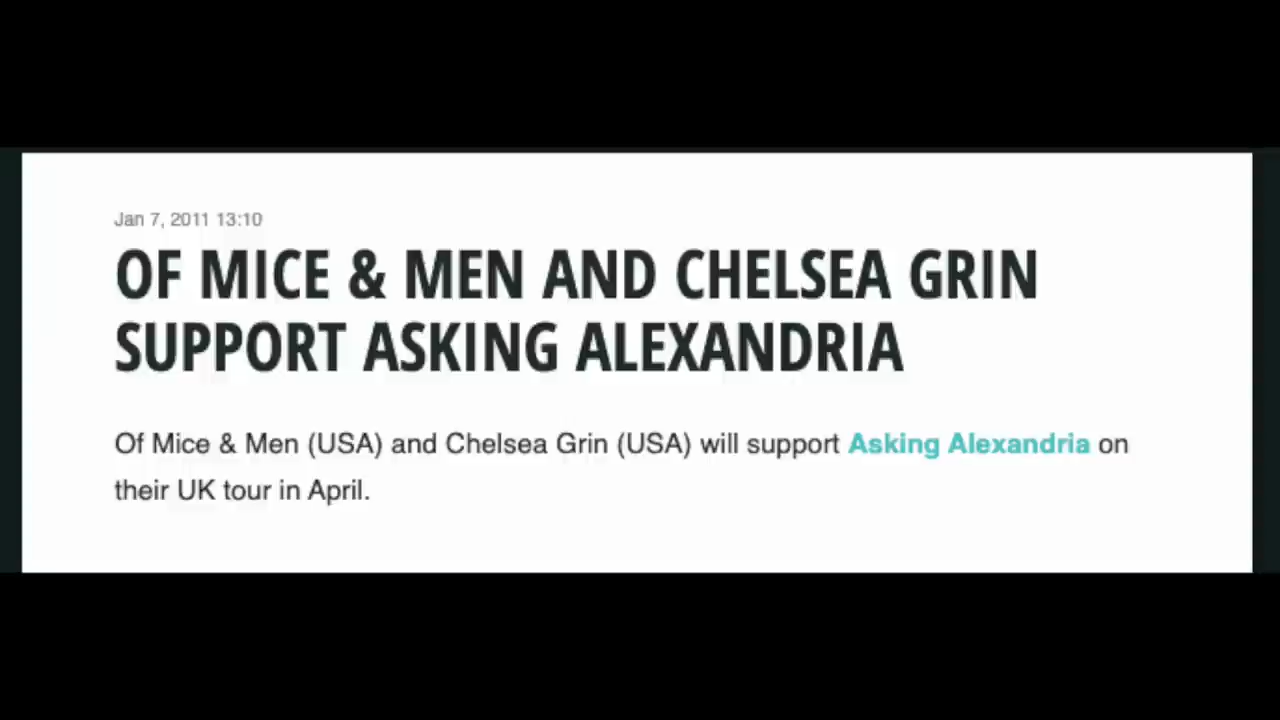 Jan 7, 2011 13:10
OF MICE & MEN AND CHELSEA GRIN
SUPPORT ASKING ALEXANDRIA
Of Mice & Men (USA) and Chelsea Grin (USA) will support Asking Alexandria on
their UK tour in April.